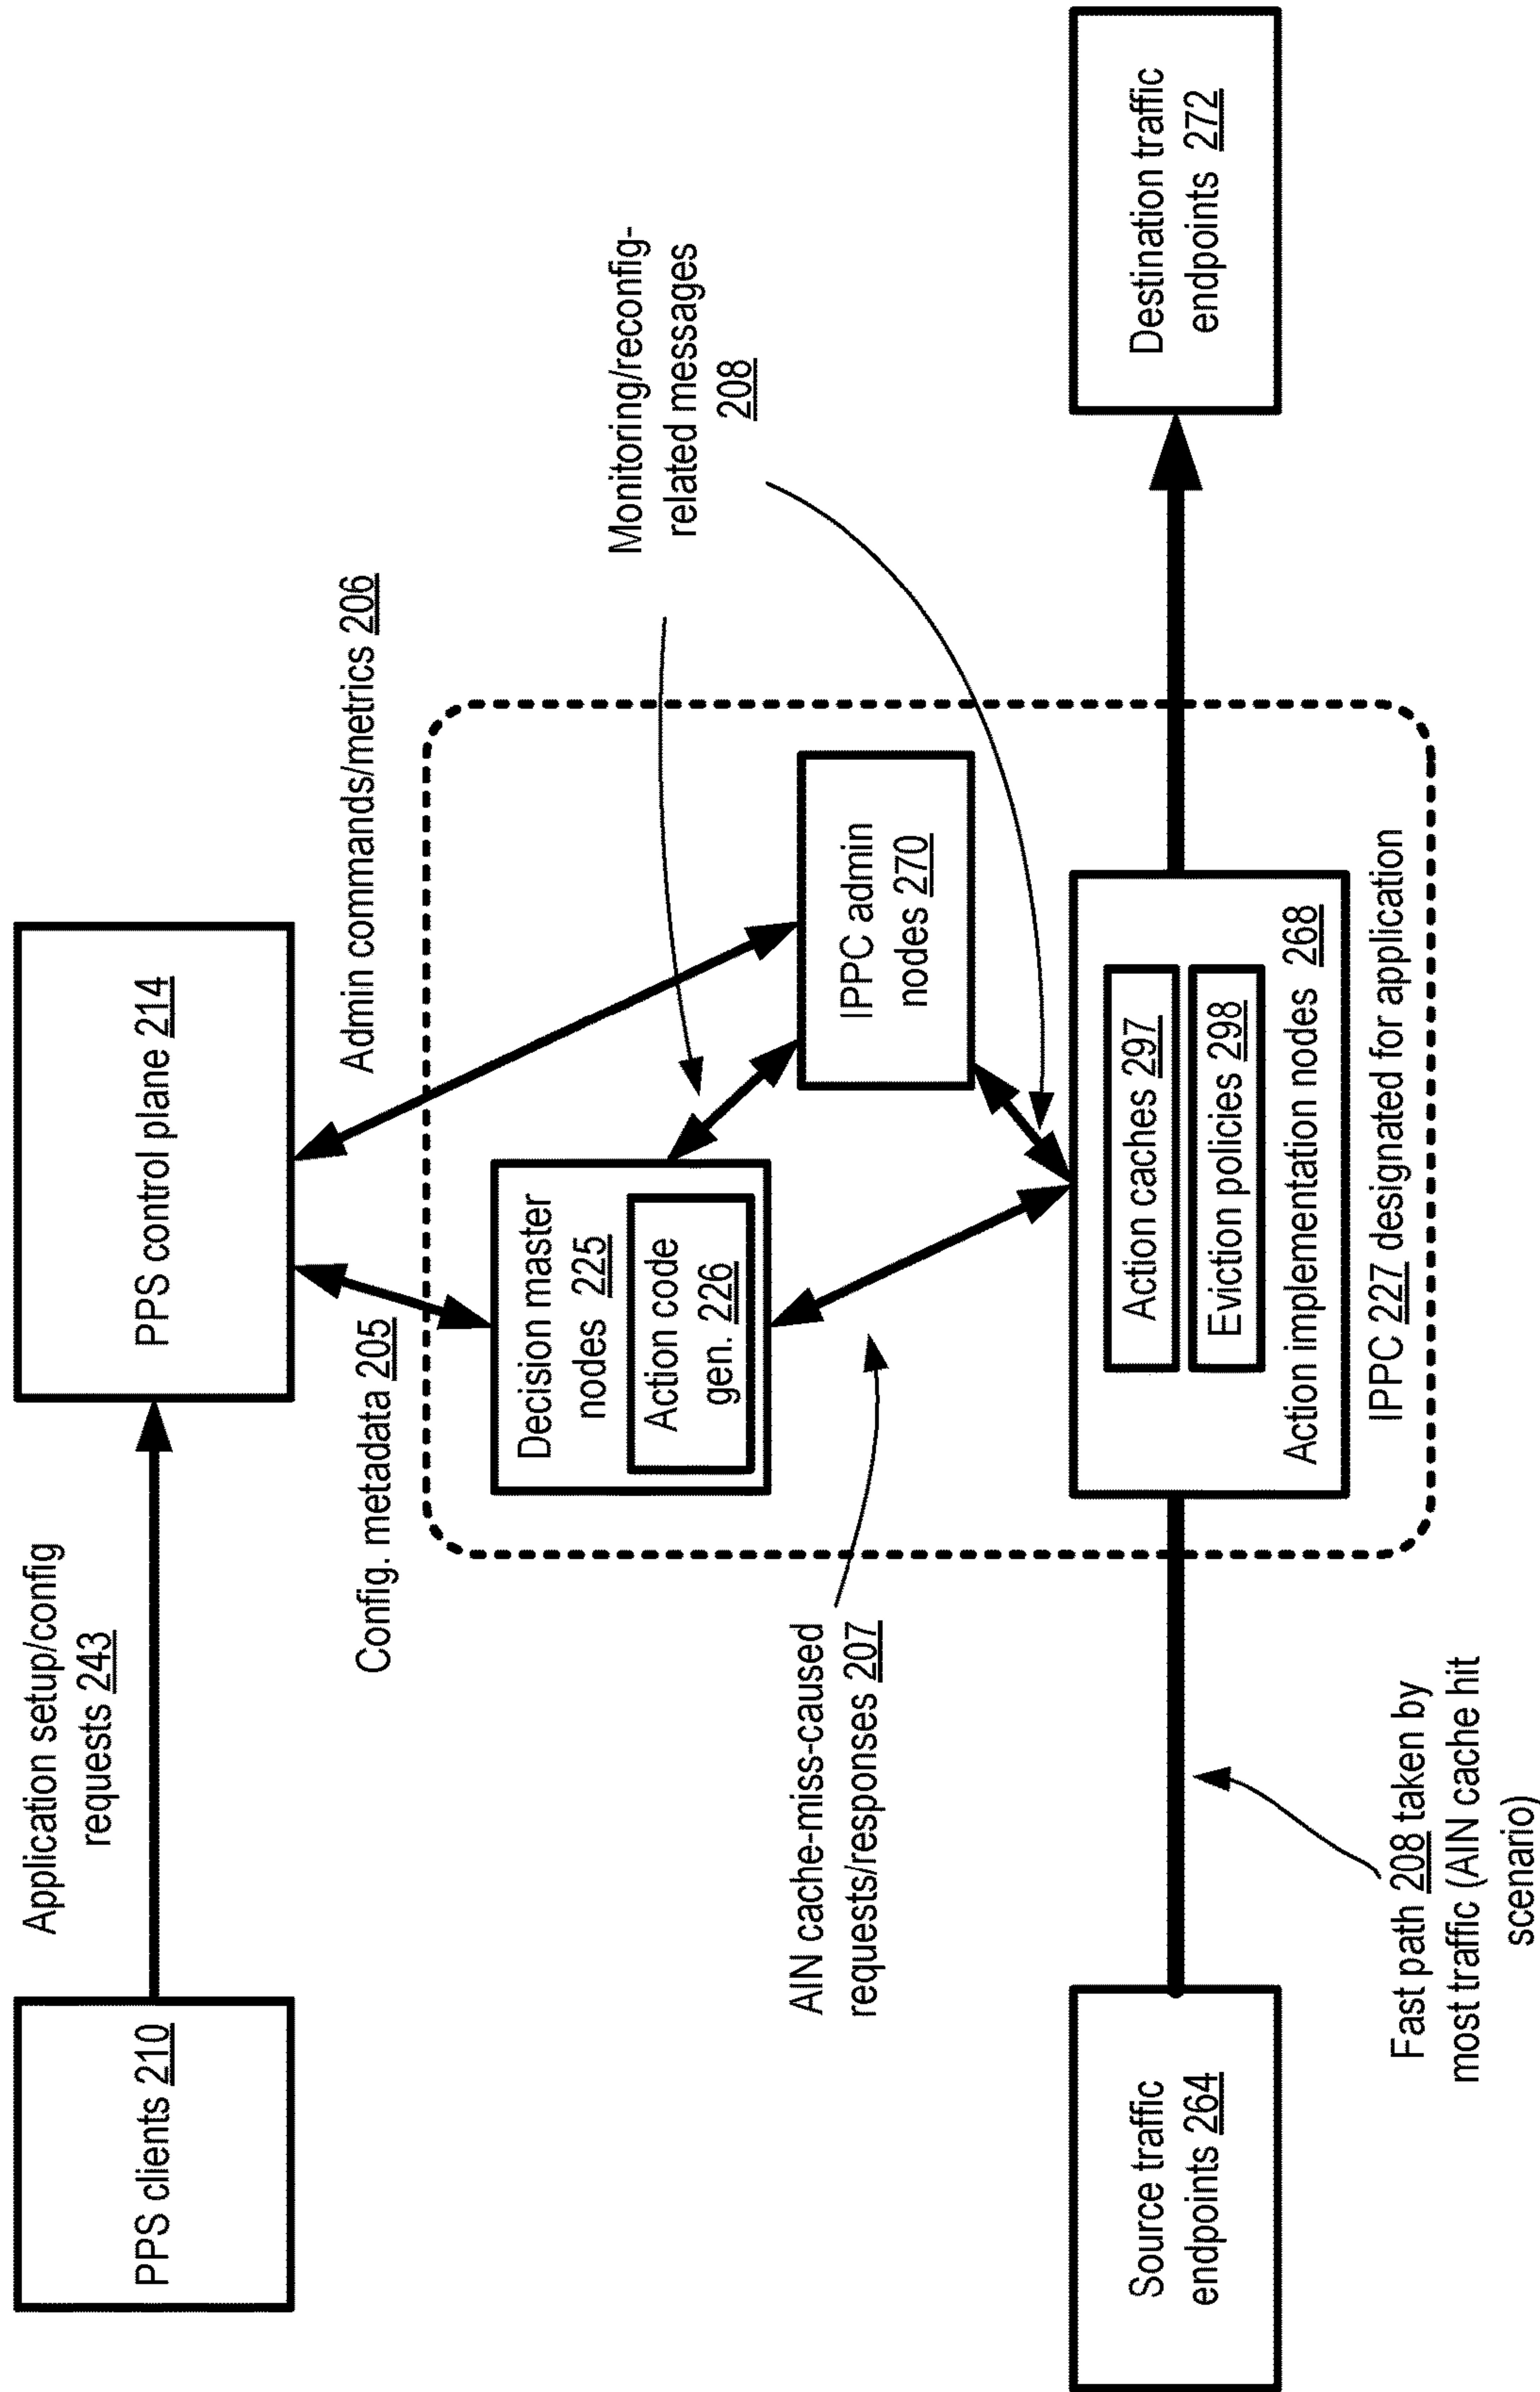 PPS clients 210
Application setup/config
requests 243
PPS control plane 214
Config. metadata 205
Admin commands/metrics 206
Decision master
nodes 225
Action code
gen. 226
IPPC admin
nodes 270
Monitoring/reconfig-
related messages
208
AIN cache-miss-caused
requests/responses 207
Source traffic
endpoints 264
Action caches 297
Eviction policies 298
Action implementation nodes 268
IPPC 227 designated for application
Destination traffic
endpoints 272
Fast path 208 taken by
most traffic (AIN cache hit
scenario)